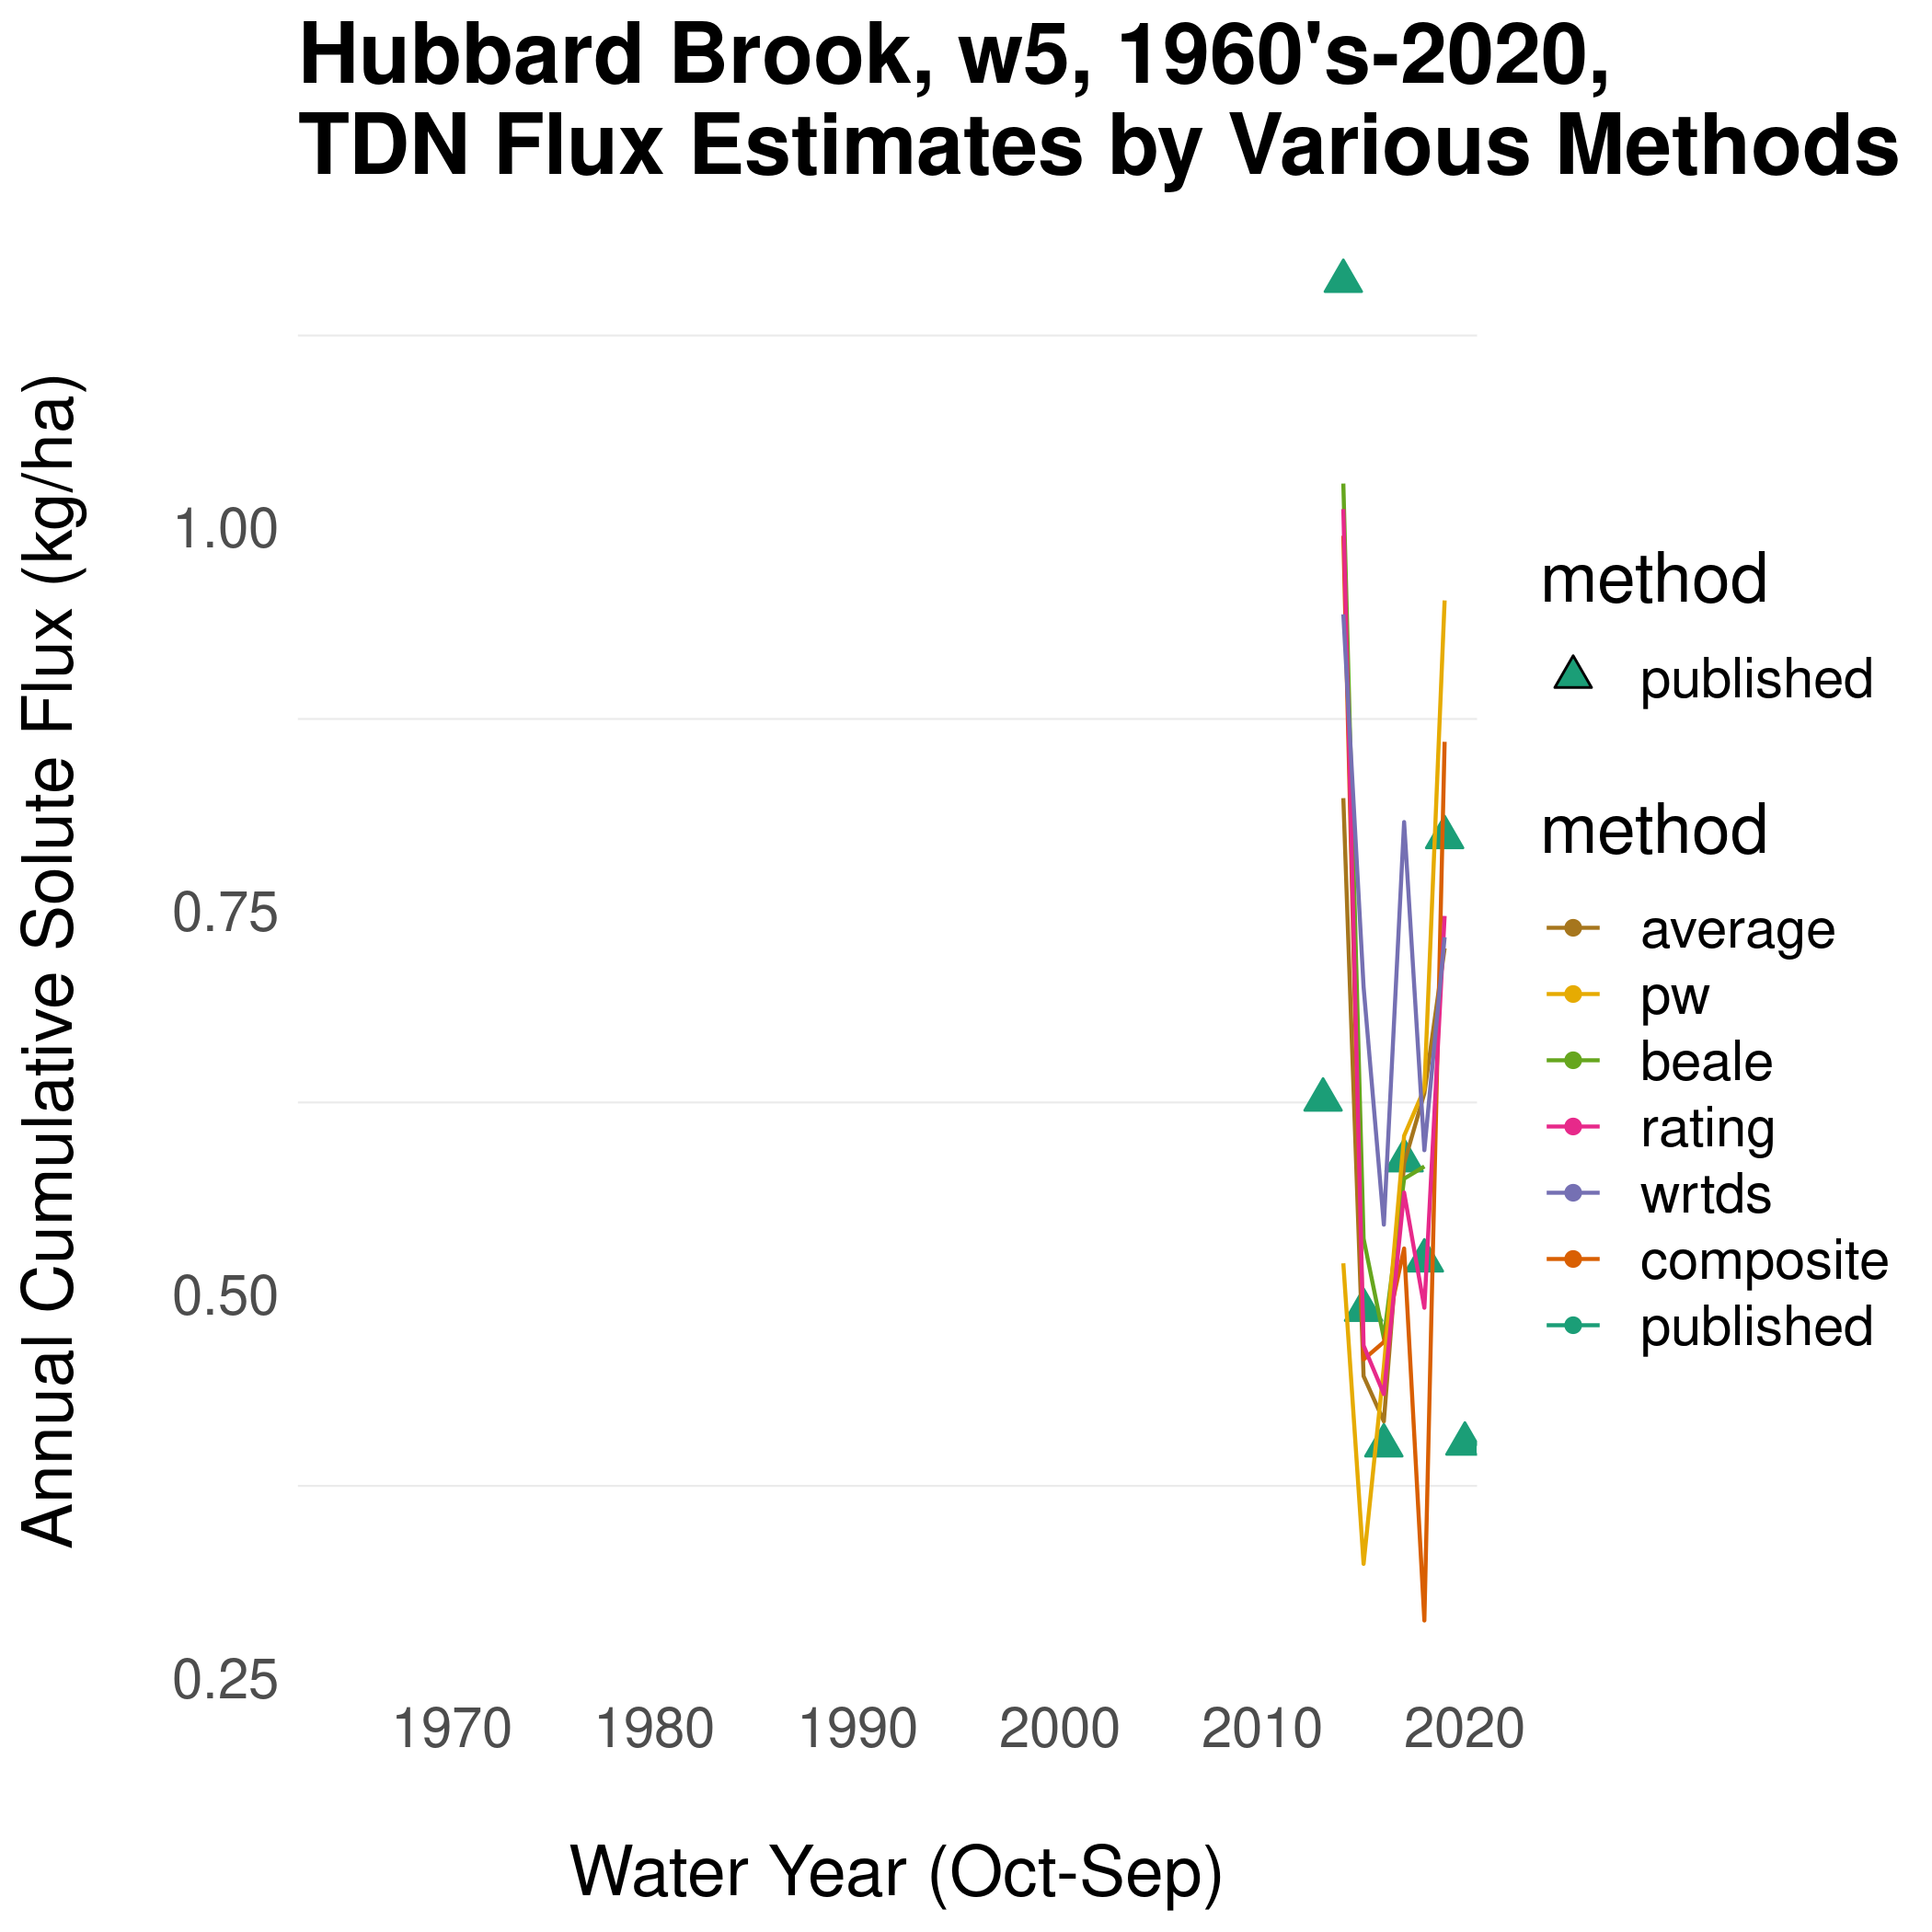 Hubbard Brook, w5, 1960's-2020,
TDN Flux Estimates by Various Methods
Annual Cumulative Solute Flux (kg/ha)
1.00
0.75
0.50
0.25
1970 1980 1990 2000 2010 2020
Water Year (Oct-Sep)
method
published
method
average
pw
beale
rating
wrtds
composite
published